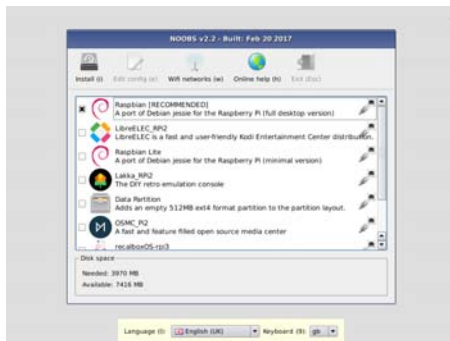 NOOBS v2.2 - Built: Feb 20 2017
Install (i) Edit config (e) Wifi networks (w) Online help (h) Exit (Esc)
Raspbian [RECOMMENDED]
A port of Debian jessie for the Raspberry Pi (full desktop version)
LibreELEC_RPi2
LibreELEC is a fast and user-friendly Kodi Entertainment Center distribution.
Raspbian Lite
A port of Debian jessie for the Raspberry Pi (minimal version)
Lakka_RPi2
The DIY retro emulation console
Data Partition
Adds an empty 512MB ext4 format partition to the partition layout.
OSMC_Pi2
A fast and feature filled open source media center
recalboxOS-rpi3
Disk space
Needed: 3970 MB
Available: 7416 MB
Language (l): English (UK) Keyboard (9): gb